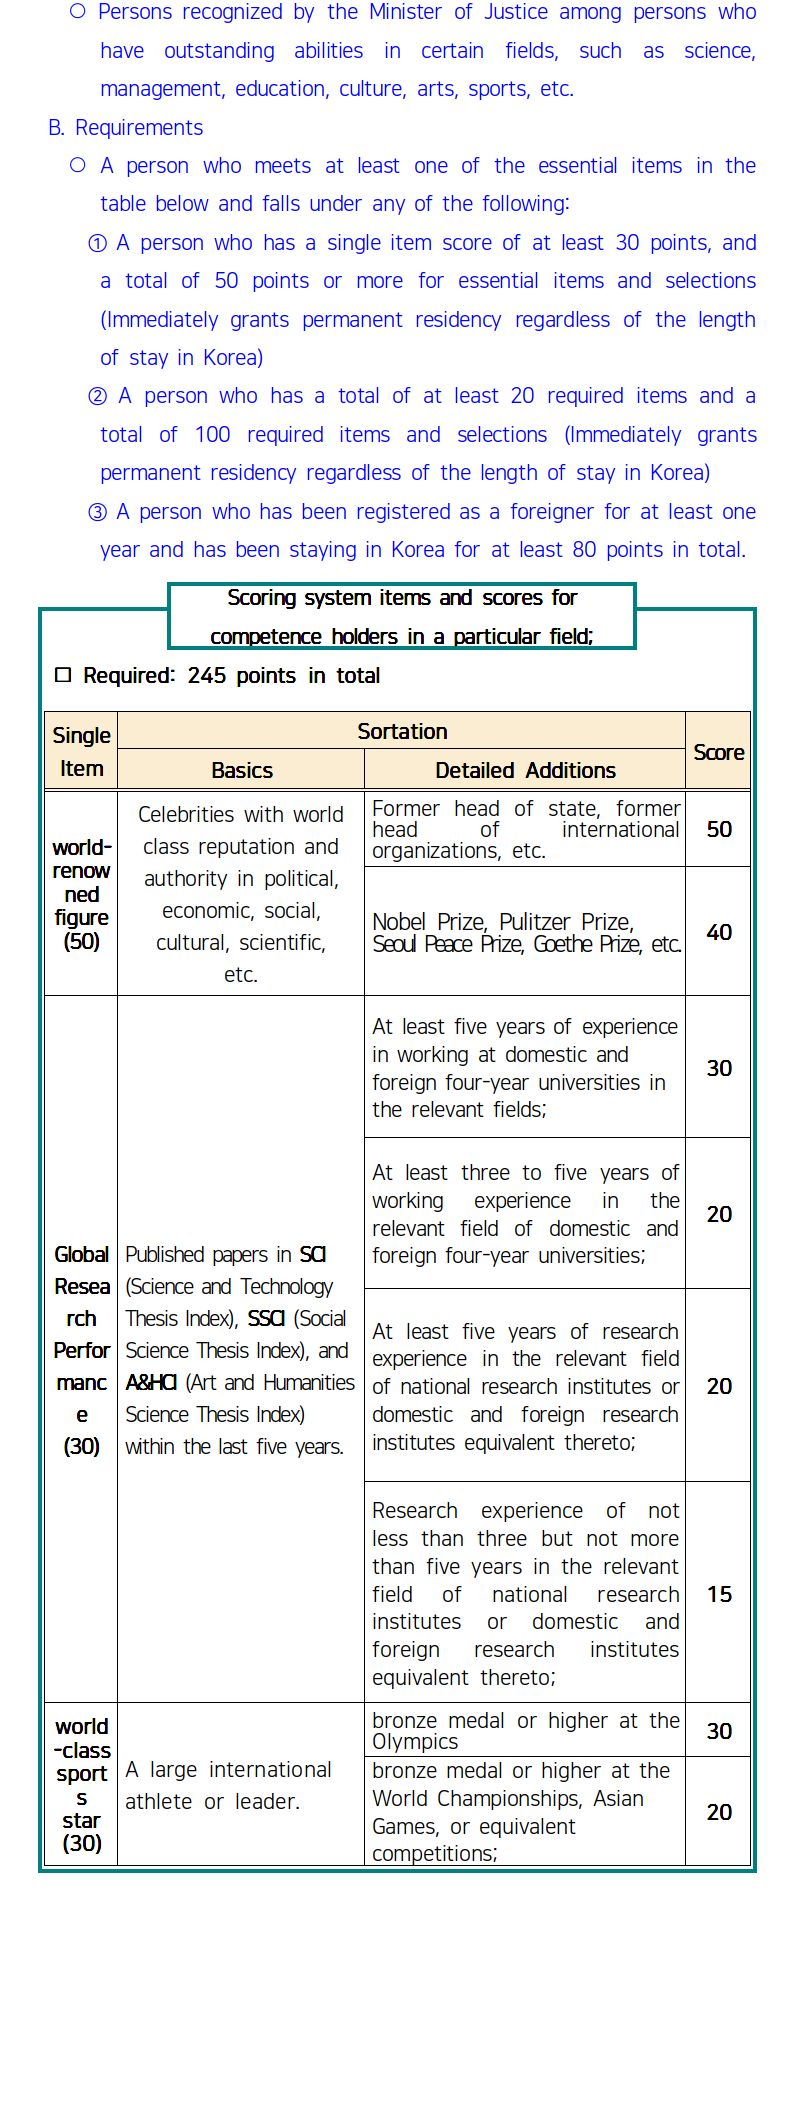 ○ Persons recognized by the Minister of Justice among persons who
have outstanding abilities in certain fields, such as science,
management, education, culture, arts, sports, etc.
B. Requirements
○ A person who meets at least one of the essential items in the
table below and falls under any of the following:
① A person who has a single item score of at least 30 points, and
a total of 50 points or more for essential items and selections
(Immediately grants permanent residency regardless of the length
of stay in Korea)
② A person who has a total of at least 20 required items and a
total of 100 required items and selections (Immediately grants
permanent residency regardless of the length of stay in Korea)
③ A person who has been registered as a foreigner for at least one
year and has been staying in Korea for at least 80 points in total.
Scoring system items and scores for
competence holders in a particular field;
□ Required: 245 points in total
Single
Item
Sortation
Basics
Detailed Additions
Score
world-
renow
ned
figure
(50)
Celebrities with world
class reputation and
authority in political,
economic, social,
cultural, scientific,
etc.
Former head of state, former
head of international
organizations, etc.
50
Nobel Prize, Pulitzer Prize,
Seoul Peace Prize, Goethe Prize, etc.
40
Global
Resea
rch
Perfor
manc
e
(30)
Published papers in SCI
(Science and Technology
Thesis Index), SSCI (Social
Science Thesis Index), and
A&HCI (Art and Humanities
Science Thesis Index)
within the last five years.
At least five years of experience
in working at domestic and
foreign four-year universities in
the relevant fields;
30
At least three to five years of
working experience in the
relevant field of domestic and
foreign four-year universities;
20
At least five years of research
experience in the relevant field
of national research institutes or
domestic and foreign research
institutes equivalent thereto;
20
Research experience of not
less than three but not more
than five years in the relevant
field of national research
institutes or domestic and
foreign research institutes
equivalent thereto;
15
world
-class
sport
s
star
(30)
A large international
athlete or leader.
bronze medal or higher at the
Olympics
30
bronze medal or higher at the
World Championships, Asian
Games, or equivalent
competitions;
20